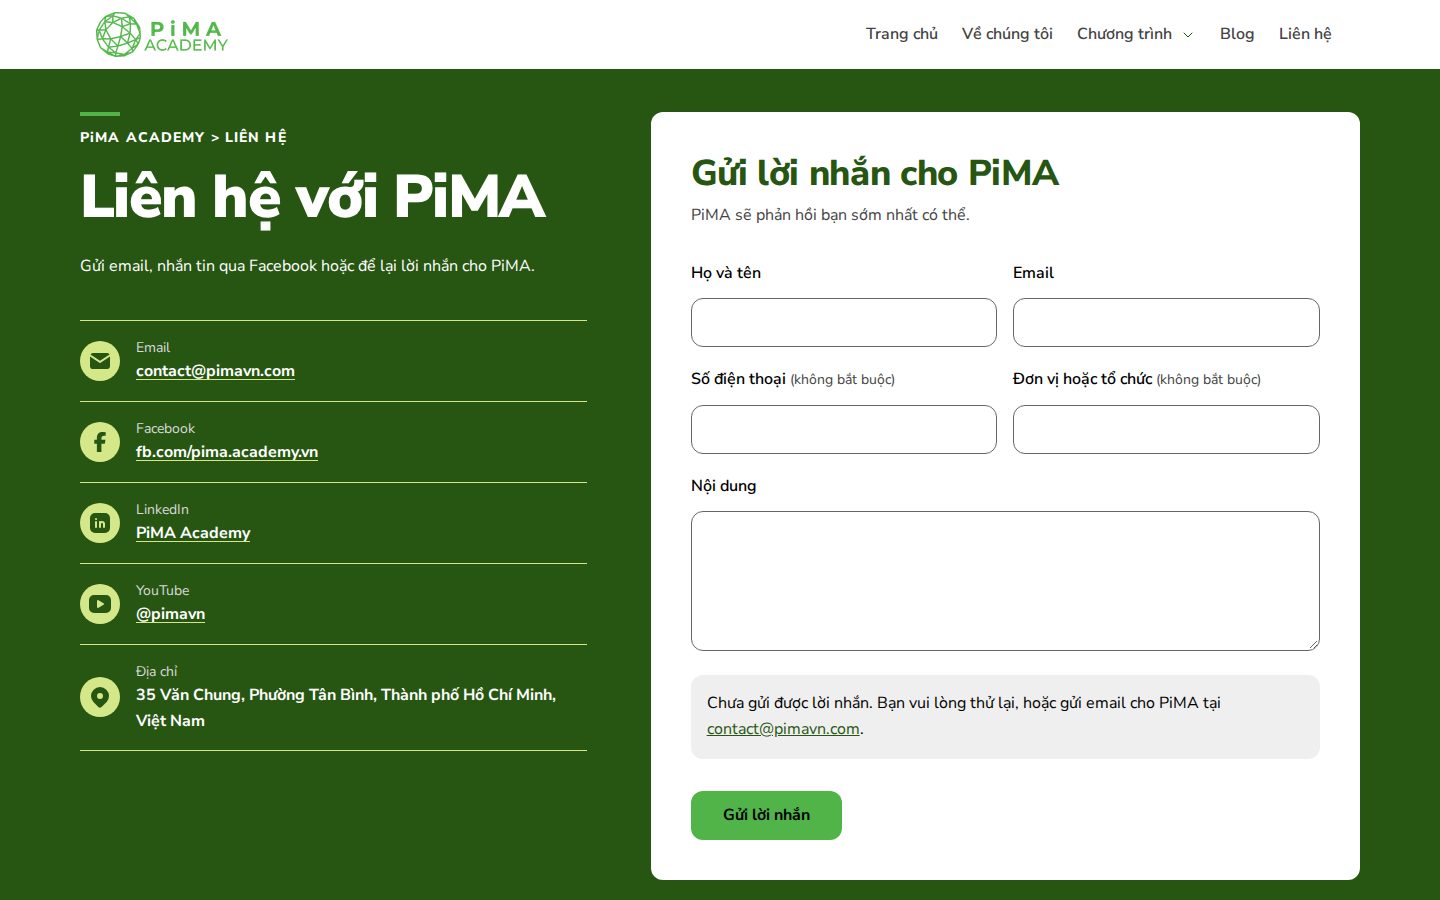 PiMA
ACADEMY
Trang chủ
Về chúng tôi
Chương trình
Blog
Liên hệ
PiMA ACADEMY > LIÊN HỆ
Liên hệ với PiMA
Gửi email, nhắn tin qua Facebook hoặc để lại lời nhắn cho PiMA.
Email
contact@pimavn.com
Facebook
fb.com/pima.academy.vn
LinkedIn
PiMA Academy
YouTube
@pimavn
Địa chỉ
35 Văn Chung, Phường Tân Bình, Thành phố Hồ Chí Minh,
Việt Nam
Gửi lời nhắn cho PiMA
PiMA sẽ phản hồi bạn sớm nhất có thể.
Họ và tên
Email
Số điện thoại (không bắt buộc)
Đơn vị hoặc tổ chức (không bắt buộc)
Nội dung
Chưa gửi được lời nhắn. Bạn vui lòng thử lại, hoặc gửi email cho PiMA tại
contact@pimavn.com.
Gửi lời nhắn